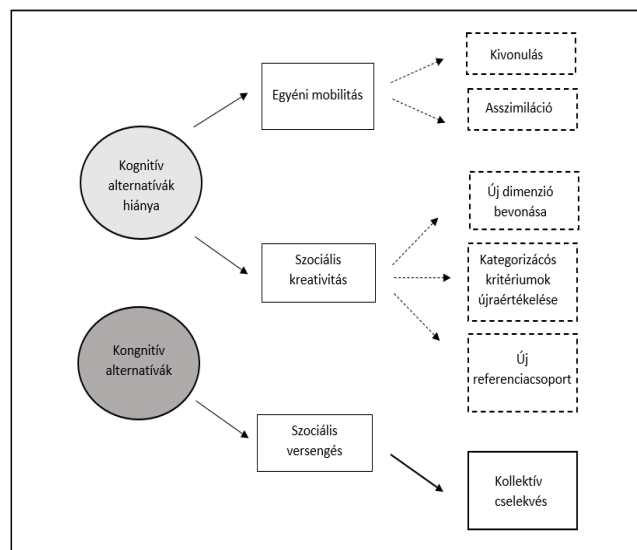 Kivonulás
Egyéni mobilitás
Asszimiláció
Kognitív
alternatívák
hiánya
Új dimenzió
bevonása
Szociális
kreativitás
Kategorizácós
kritériumok
újraértékelése
Kongnitív
alternatívák
Új
referenciacsoport
Szociális
versengés
Kollektív
cselekvés